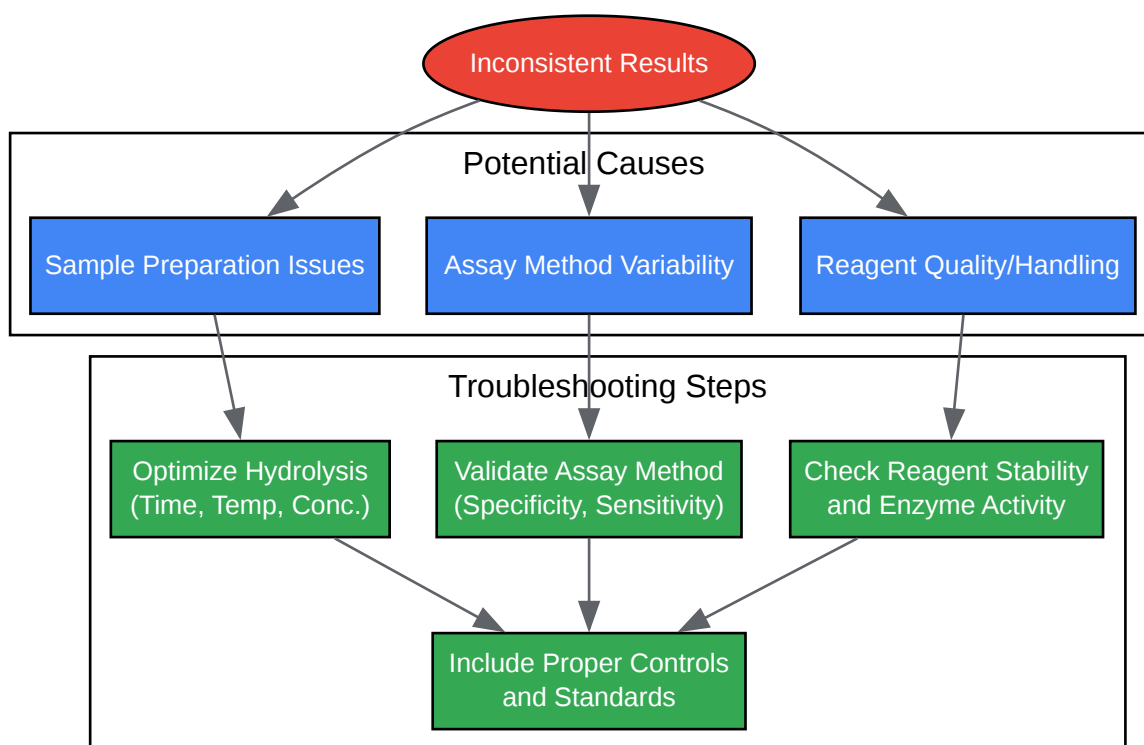 Inconsistent Results
Potential Causes
Sample Preparation Issues
Assay Method Variability
Reagent Quality/Handling
Troubleshooting Steps
Optimize Hydrolysis
(Time, Temp, Conc.)
Validate Assay Method
(Specificity, Sensitivity)
Check Reagent Stability
and Enzyme Activity
Include Proper Controls
and Standards